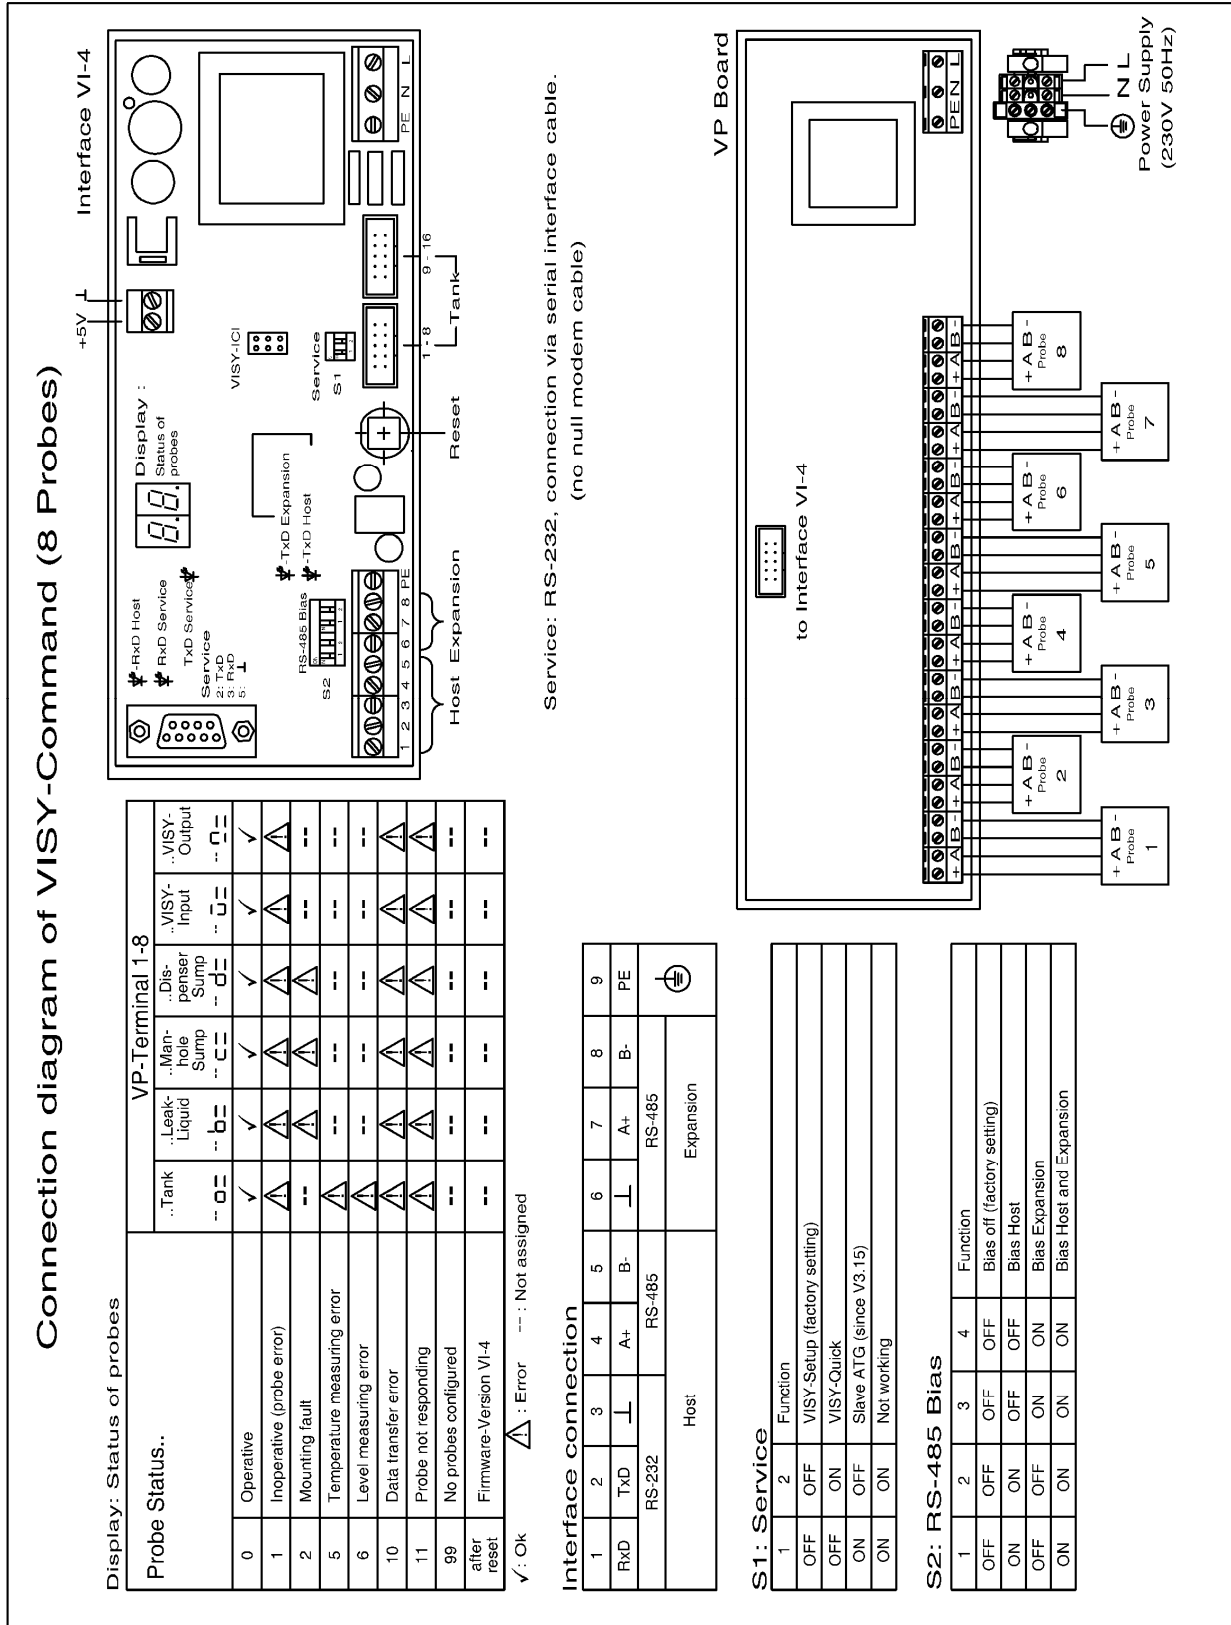 Connection diagram of VISY-Command (8 Probes)
Display: Status of probes
Probe Status..
VP-Terminal 1-8
..Tank
..Leak-
Liquid
..Man-
hole
Sump
..Dis-
penser
Sump
..VISY-
Input
..VISY-
Output
0 Operative ✓ ✓ ✓ ✓ ✓ ✓
1 Inoperative (probe error) ⚠ ⚠ ⚠ ⚠ ⚠ ⚠
2 Mounting fault -- ⚠ ⚠ ⚠ -- --
5 Temperature measuring error ⚠ -- -- -- -- --
6 Level measuring error ⚠ -- -- -- -- --
10 Data transfer error ⚠ ⚠ ⚠ ⚠ ⚠ ⚠
11 Probe not responding ⚠ ⚠ ⚠ ⚠ ⚠ ⚠
99 No probes configured -- -- -- -- -- --
after
reset
Firmware-Version VI-4 -- -- -- -- -- --
✓: Ok ⚠ : Error -- : Not assigned
Interface connection
1 2 3 4 5 6 7 8 9
RxD TxD ⊥ A+ B- ⊥ A+ B- PE
RS-232 RS-485 RS-485
Host Expansion
S1: Service
1 2 Function
OFF OFF VISY-Setup (factory setting)
OFF ON VISY-Quick
ON OFF Slave ATG (since V3.15)
ON ON Not working
S2: RS-485 Bias
1 2 3 4 Function
OFF OFF OFF OFF Bias off (factory setting)
ON ON OFF OFF Bias Host
OFF OFF ON ON Bias Expansion
ON ON ON ON Bias Host and Expansion
Interface VI-4
+5V ⊥
RxD Host
RxD Service
TxD Service
Service
2: TxD
3: RxD
5: ⊥
Display :
Status of
probes
8.8.
VISY-ICI
TxD Expansion
TxD Host
Service
S1
RS-485 Bias
S2
1 2 3 4 5 6 7 8 PE
Host Expansion
Reset
1 - 8
9 - 16
Tank
PE N L
Service: RS-232, connection via serial interface cable.
(no null modem cable)
VP Board
to Interface VI-4
PE N L
+ A B - + A B - + A B - + A B - + A B - + A B - + A B - + A B -
+ A B -
Probe
1
+ A B -
Probe
2
+ A B -
Probe
3
+ A B -
Probe
4
+ A B -
Probe
5
+ A B -
Probe
6
+ A B -
Probe
7
+ A B -
Probe
8
N L
Power Supply
(230V 50Hz)